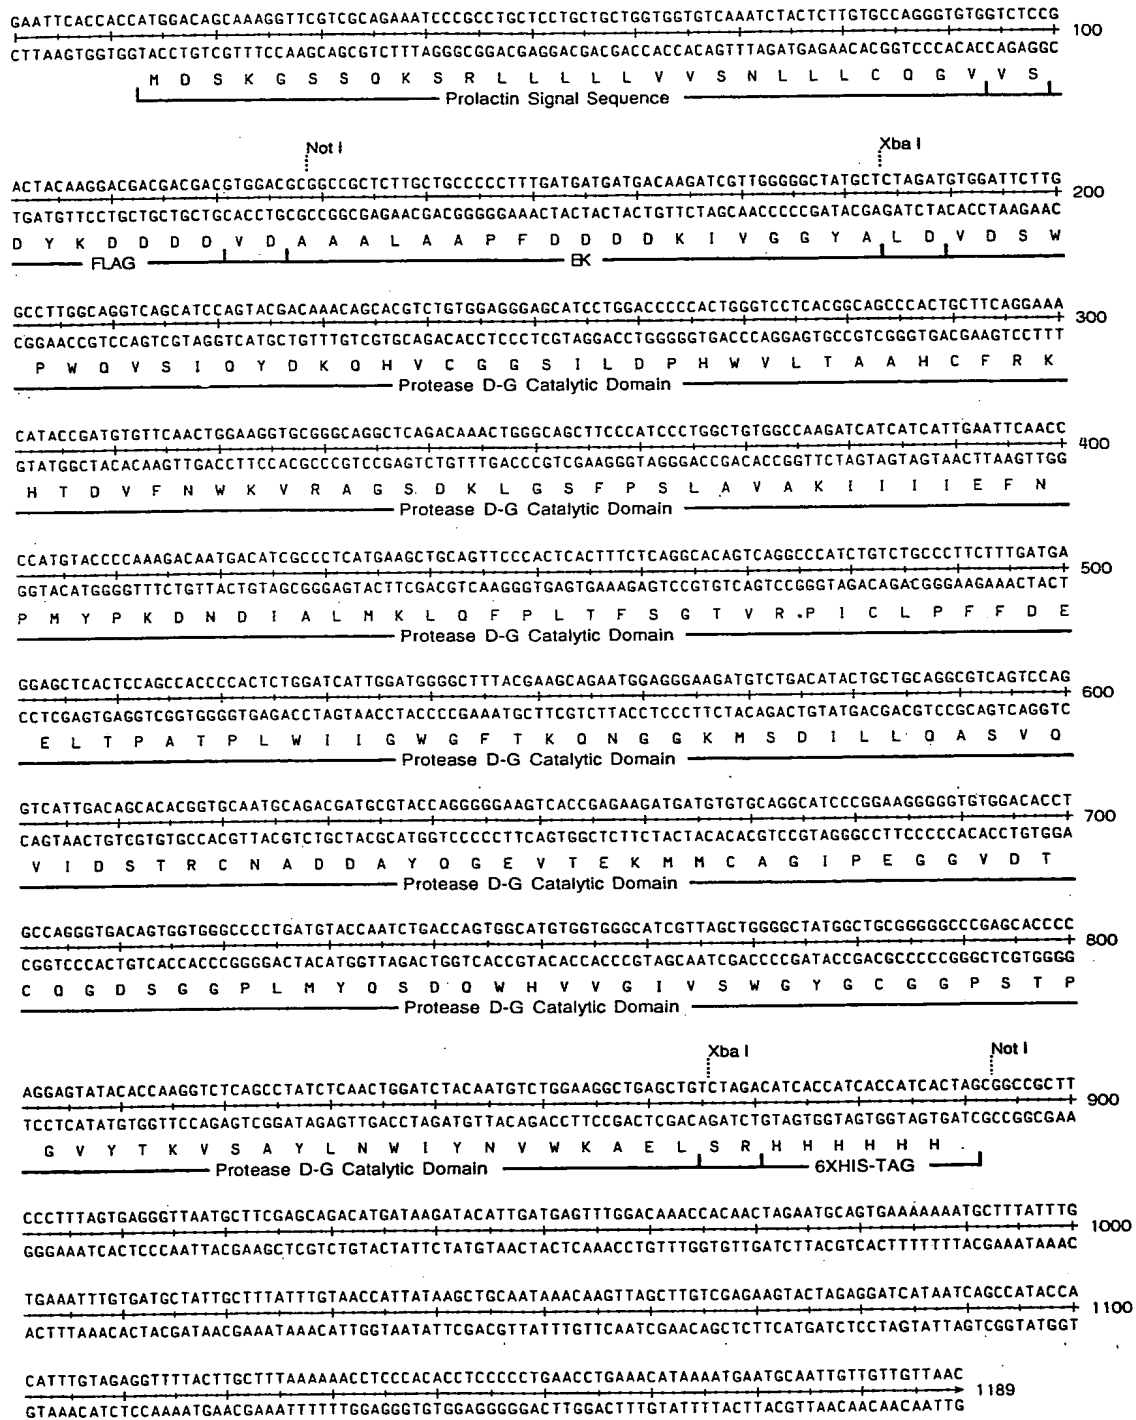 GAATTCACCACCATGGACAGCAAAGGTTCGTCGCAGAAATCCCGCCTGCTCCTGCTGCTGGTGGTGTCAAATCTACTCTTGTGCCAGGGTGTGGTCTCCG
100
CTTAAGTGGTGGTACCTGTCGTTTCCAAGCAGCGTCTTTAGGGCGGACGAGGACGACGACCACCACAGTTTAGATGAGAACACGGTCCCACACCAGAGGC
M D S K G S S Q K S R L L L L L V V S N L L L C Q G V V S
Prolactin Signal Sequence
Not I
Xba I
ACTACAAGGACGACGACGACGTGGACGCGGCCGCTCTTGCTGCCCCCTTTGATGATGATGACAAGATCGTTGGGGGCTATGCTCTAGATGTGGATTCTTG
200
TGATGTTCCTGCTGCTGCTGCACCTGCGCCGGCGAGAACGACGGGGGAAACTACTACTACTGTTCTAGCAACCCCCGATACGAGATCTACACCTAAGAAC
D Y K D D D D V D A A A L A A P F D D D D K I V G G Y A L D V D S W
FLAG
EK
GCCTTGGCAGGTCAGCATCCAGTACGACAAACAGCACGTCTGTGGAGGGAGCATCCTGGACCCCCACTGGGTCCTCACGGCAGCCCACTGCTTCAGGAAA
300
CGGAACCGTCCAGTCGTAGGTCATGCTGTTTGTCGTGCAGACACCTCCCTCGTAGGACCTGGGGGTGACCCAGGAGTGCCGTCGGGTGACGAAGTCCTTT
P W Q V S I Q Y D K Q H V C G G S I L D P H W V L T A A H C F R K
Protease D-G Catalytic Domain
CATACCGATGTGTTCAACTGGAAGGTGCGGGCAGGCTCAGACAAACTGGGCAGCTTCCCATCCCTGGCTGTGGCCAAGATCATCATCATTGAATTCAACC
400
GTATGGCTACACAAGTTGACCTTCCACGCCCGTCCGAGTCTGTTTGACCCGTCGAAGGGTAGGGACCGACACCGGTTCTAGTAGTAGTAACTTAAGTTGG
H T D V F N W K V R A G S D K L G S F P S L A V A K I I I I E F N
Protease D-G Catalytic Domain
CCATGTACCCCAAAGACAATGACATCGCCCTCATGAAGCTGCAGTTCCCACTCACTTTCTCAGGCACAGTCAGGCCCATCTGTCTGCCCTTCTTTGATGA
500
GGTACATGGGGTTTCTGTTACTGTAGCGGGAGTACTTCGACGTCAAGGGTGAGTGAAAGAGTCCGTGTCAGTCCGGGTAGACAGACGGGAAGAAACTACT
P M Y P K D N D I A L M K L Q F P L T F S G T V R P I C L P F F D E
Protease D-G Catalytic Domain
GGAGCTCACTCCAGCCACCCCACTCTGGATCATTGGATGGGGCTTTACGAAGCAGAATGGAGGGAAGATGTCTGACATACTGCTGCAGGCGTCAGTCCAG
600
CCTCGAGTGAGGTCGGTGGGGTGAGACCTAGTAACCTACCCCGAAATGCTTCGTCTTACCTCCCTTCTACAGACTGTATGACGACGTCCGCAGTCAGGTC
E L T P A T P L W I I G W G F T K Q N G G K M S D I L L Q A S V Q
Protease D-G Catalytic Domain
GTCATTGACAGCACACGGTGCAATGCAGACGATGCGTACCAGGGGGAAGTCACCGAGAAGATGATGTGTGCAGGCATCCCGGAAGGGGGTGTGGACACCT
700
CAGTAACTGTCGTGTGCCACGTTACGTCTGCTACGCATGGTCCCCCTTCAGTGGCTCTTCTACTACACACGTCCGTAGGGCCTTCCCCCACACCTGTGGA
V I D S T R C N A D D A Y Q G E V T E K M M C A G I P E G G V D T
Protease D-G Catalytic Domain
GCCAGGGTGACAGTGGTGGGCCCCTGATGTACCAATCTGACCAGTGGCATGTGGTGGGCATCGTTAGCTGGGGCTATGGCTGCGGGGGCCCGAGCACCCC
800
CGGTCCCACTGTCACCACCCGGGGACTACATGGTTAGACTGGTCACCGTACACCACCCGTAGCAATCGACCCCGATACCGACGCCCCCGGGCTCGTGGGG
C Q G D S G G P L M Y Q S D Q W H V V G I V S W G Y G C G G P S T P
Protease D-G Catalytic Domain
Xba I
Not I
AGGAGTATACACCAAGGTCTCAGCCTATCTCAACTGGATCTACAATGTCTGGAAGGCTGAGCTGTCTAGACATCACCATCACCATCACTAGCGGCCGCTT
900
TCCTCATATGTGGTTCCAGAGTCGGATAGAGTTGACCTAGATGTTACAGACCTTCCGACTCGACAGATCTGTAGTGGTAGTGGTAGTGATCGCCGGCGAA
G V Y T K V S A Y L N W I Y N V W K A E L S R H H H H H H .
Protease D-G Catalytic Domain
6XHIS-TAG
CCCTTTAGTGAGGGTTAATGCTTCGAGCAGACATGATAAGATACATTGATGAGTTTGGACAAACCACAACTAGAATGCAGTGAAAAAAATGCTTTATTTG
1000
GGGAAATCACTCCCAATTACGAAGCTCGTCTGTACTATTCTATGTAACTACTCAAACCTGTTTGGTGTTGATCTTACGTCACTTTTTTTACGAAATAAAC
TGAAATTTGTGATGCTATTGCTTTATTTGTAACCATTATAAGCTGCAATAAACAAGTTAGCTTGTCGAGAAGTACTAGAGGATCATAATCAGCCATACCA
1100
ACTTTAAACACTACGATAACGAAATAAACATTGGTAATATTCGACGTTATTTGTTCAATCGAACAGCTCTTCATGATCTCCTAGTATTAGTCGGTATGGT
CATTTGTAGAGGTTTTACTTGCTTTAAAAAACCTCCCACACCTCCCCCTGAACCTGAAACATAAAATGAATGCAATTGTTGTTGTTAAC
1189
GTAAACATCTCCAAAATGAACGAAATTTTTTGGAGGGTGTGGAGGGGGACTTGGACTTTGTATTTTACTTACGTTAACAACAACAATTG